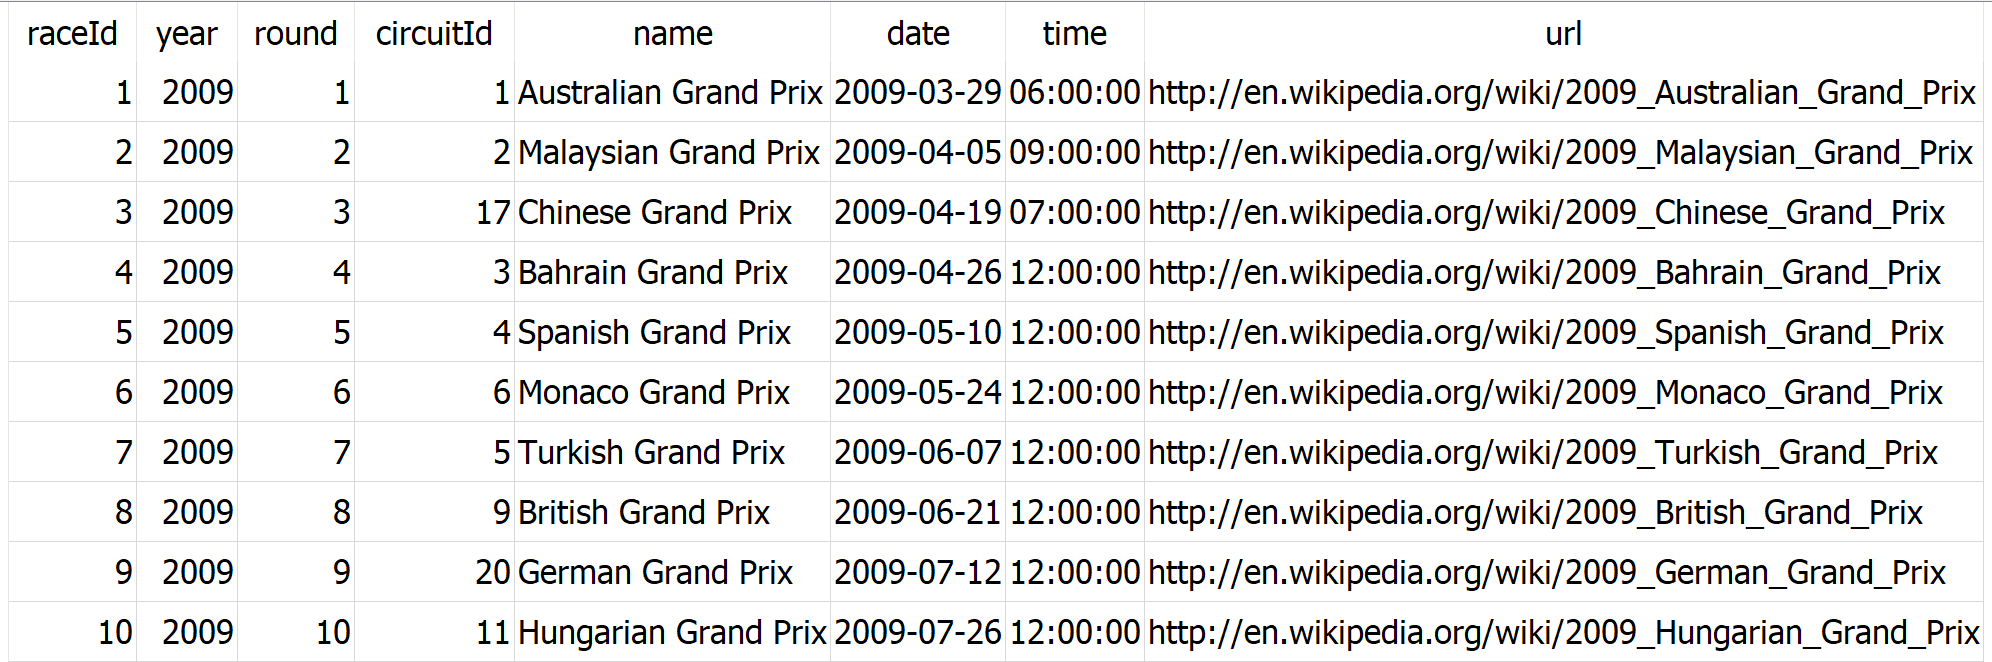 raceId year round circuitId name date time url
1 2009 1 1 Australian Grand Prix 2009-03-29 06:00:00 http://en.wikipedia.org/wiki/2009_Australian_Grand_Prix
2 2009 2 2 Malaysian Grand Prix 2009-04-05 09:00:00 http://en.wikipedia.org/wiki/2009_Malaysian_Grand_Prix
3 2009 3 17 Chinese Grand Prix 2009-04-19 07:00:00 http://en.wikipedia.org/wiki/2009_Chinese_Grand_Prix
4 2009 4 3 Bahrain Grand Prix 2009-04-26 12:00:00 http://en.wikipedia.org/wiki/2009_Bahrain_Grand_Prix
5 2009 5 4 Spanish Grand Prix 2009-05-10 12:00:00 http://en.wikipedia.org/wiki/2009_Spanish_Grand_Prix
6 2009 6 6 Monaco Grand Prix 2009-05-24 12:00:00 http://en.wikipedia.org/wiki/2009_Monaco_Grand_Prix
7 2009 7 5 Turkish Grand Prix 2009-06-07 12:00:00 http://en.wikipedia.org/wiki/2009_Turkish_Grand_Prix
8 2009 8 9 British Grand Prix 2009-06-21 12:00:00 http://en.wikipedia.org/wiki/2009_British_Grand_Prix
9 2009 9 20 German Grand Prix 2009-07-12 12:00:00 http://en.wikipedia.org/wiki/2009_German_Grand_Prix
10 2009 10 11 Hungarian Grand Prix 2009-07-26 12:00:00 http://en.wikipedia.org/wiki/2009_Hungarian_Grand_Prix